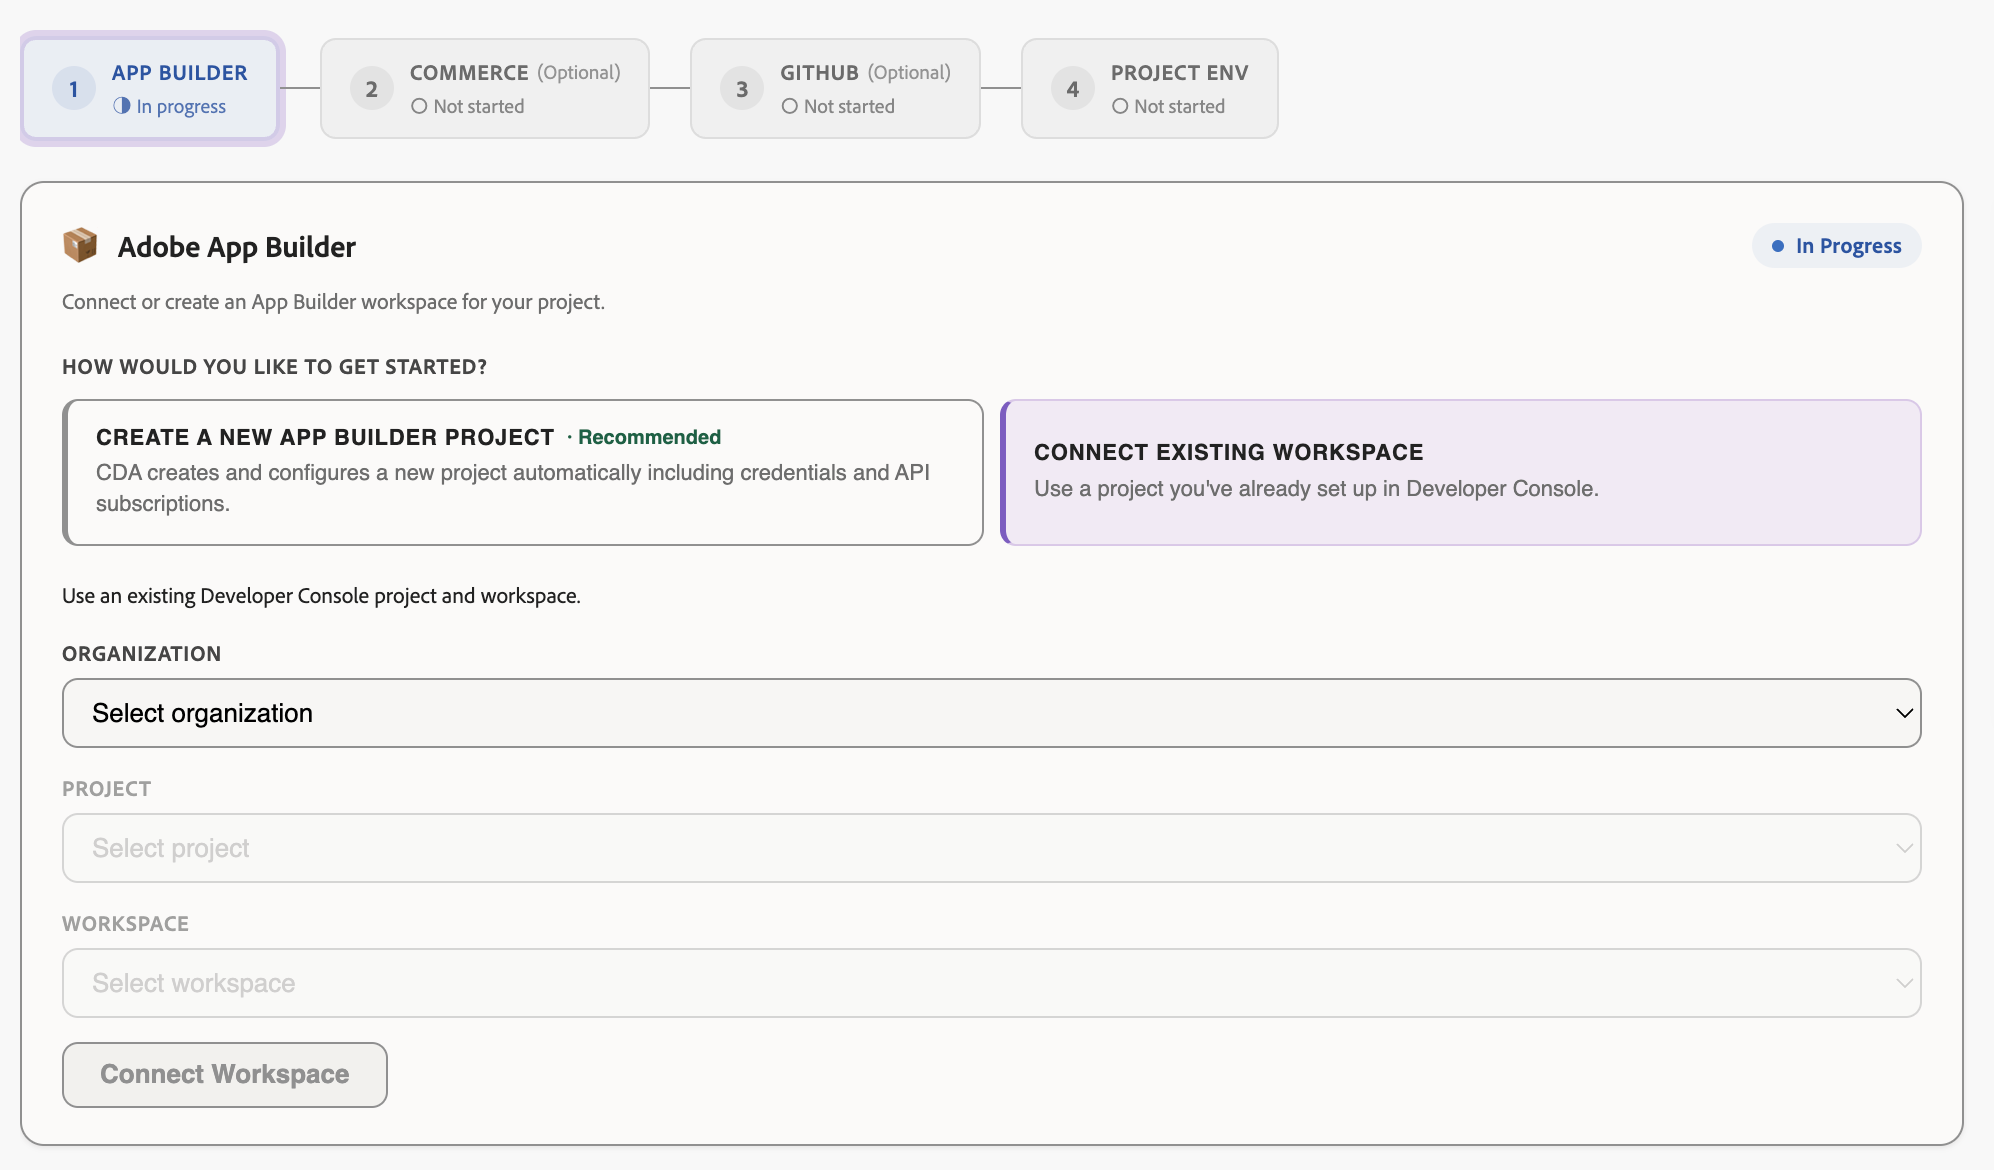 1
APP BUILDER
In progress
2
COMMERCE (Optional)
Not started
3
GITHUB (Optional)
Not started
4
PROJECT ENV
Not started
Adobe App Builder
In Progress
Connect or create an App Builder workspace for your project.
HOW WOULD YOU LIKE TO GET STARTED?
CREATE A NEW APP BUILDER PROJECT · Recommended
CDA creates and configures a new project automatically including credentials and API
subscriptions.
CONNECT EXISTING WORKSPACE
Use a project you've already set up in Developer Console.
Use an existing Developer Console project and workspace.
ORGANIZATION
Select organization
PROJECT
Select project
WORKSPACE
Select workspace
Connect Workspace